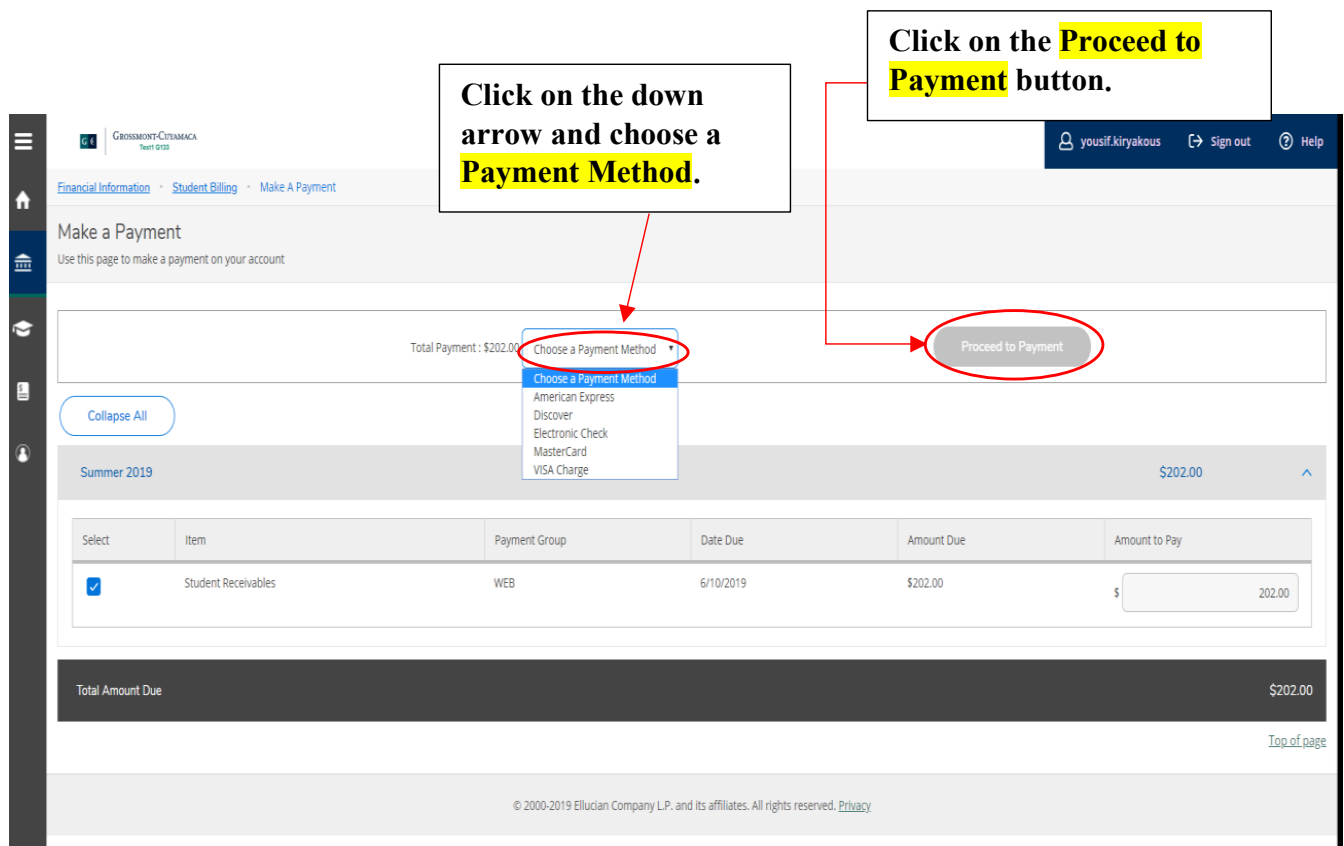 Click on the Proceed to
Payment button.
Click on the down
arrow and choose a
Payment Method.
GROSSMONT-CUYAMACA
Test1 G133
yousif.kiryakous
Sign out
Help
Financial Information
Student Billing
Make A Payment
Make a Payment
Use this page to make a payment on your account
Total Payment : $202.00
Choose a Payment Method
Proceed to Payment
Choose a Payment Method
American Express
Discover
Electronic Check
MasterCard
VISA Charge
Collapse All
Summer 2019 $202.00
Select Item Payment Group Date Due Amount Due Amount to Pay
Student Receivables WEB 6/10/2019 $202.00 $ 202.00
Total Amount Due $202.00
Top of page
© 2000-2019 Ellucian Company L.P. and its affiliates. All rights reserved. Privacy